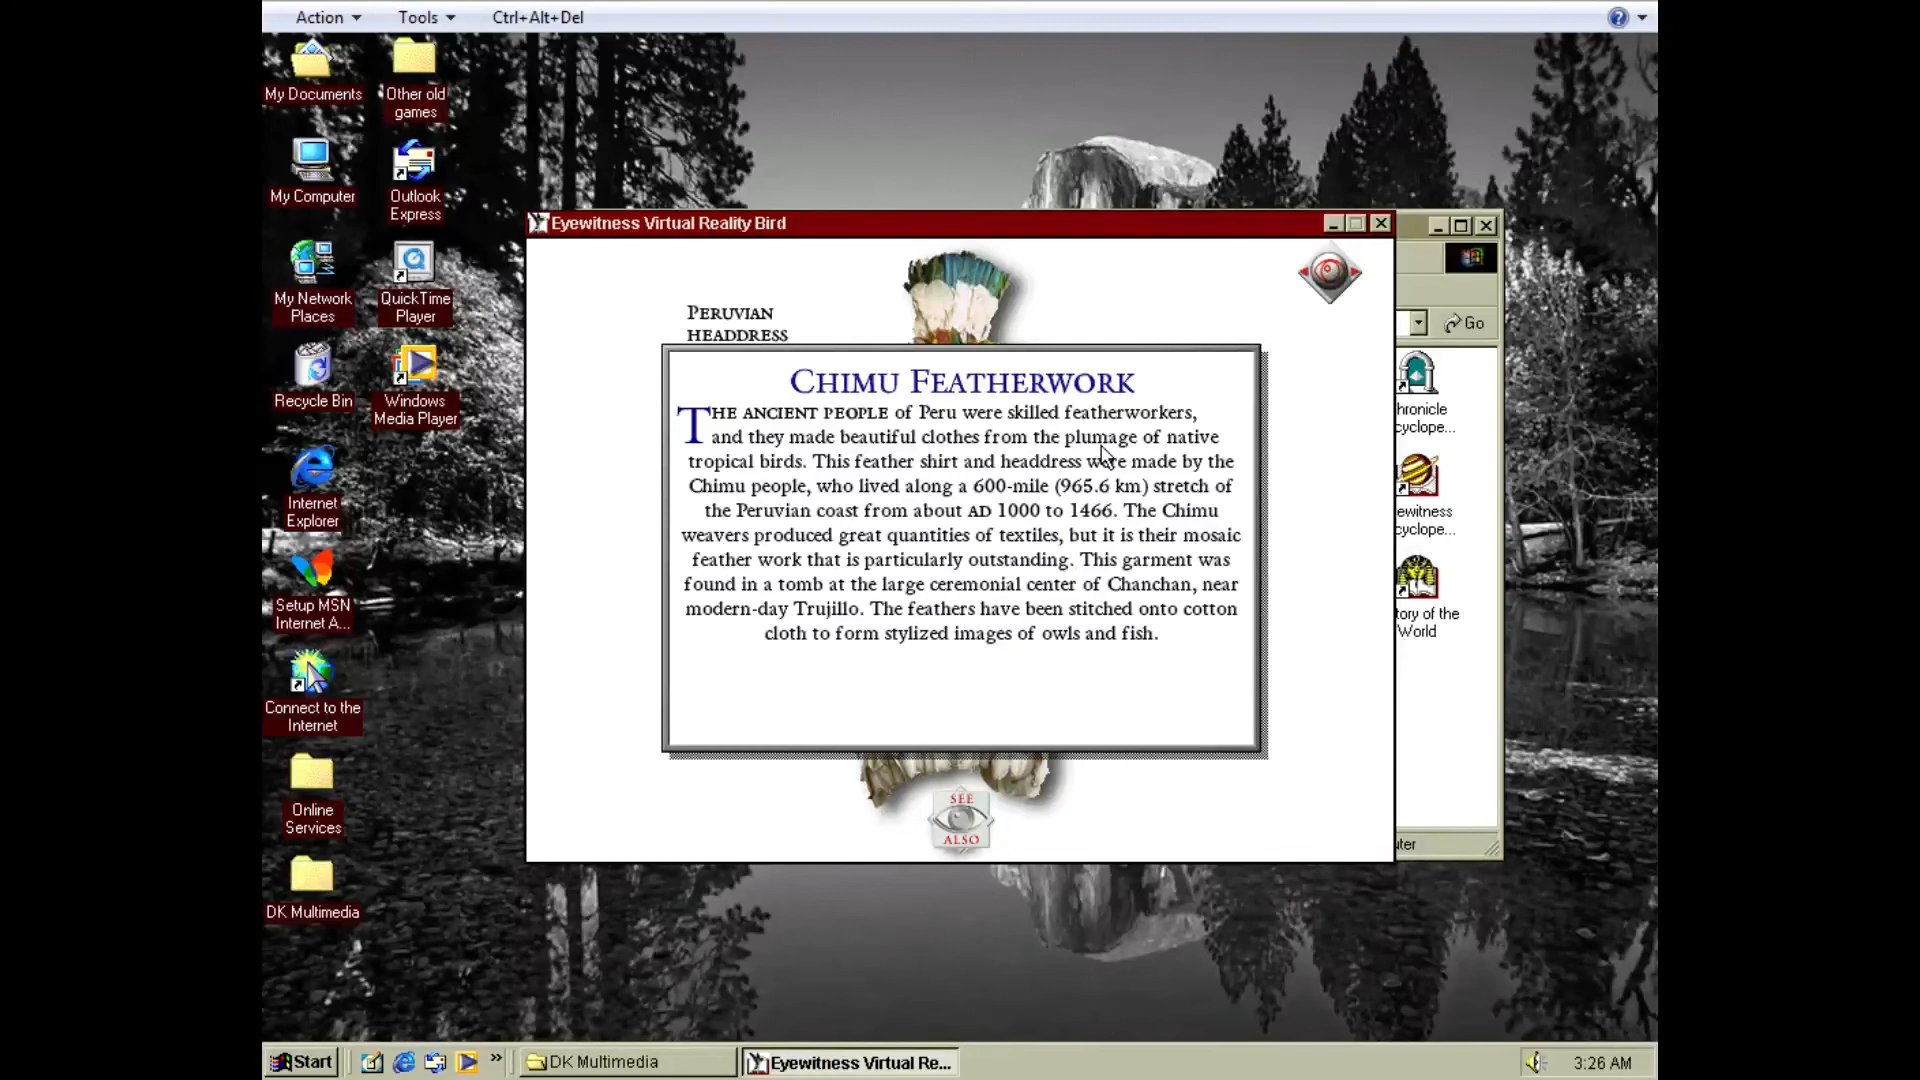 Action
Tools
Ctrl+Alt+Del
My Documents
Other old
games
My Computer
Outlook
Express
My Network
Places
QuickTime
Player
Recycle Bin
Windows
Media Player
Internet
Explorer
Setup MSN
Internet A...
Connect to the
Internet
Online
Services
DK Multimedia
Eyewitness Virtual Reality Bird
PERUVIAN
HEADDRESS
CHIMU FEATHERWORK
THE ANCIENT PEOPLE of Peru were skilled featherworkers,
and they made beautiful clothes from the plumage of native
tropical birds. This feather shirt and headdress were made by the
Chimu people, who lived along a 600-mile (965.6 km) stretch of
the Peruvian coast from about AD 1000 to 1466. The Chimu
weavers produced great quantities of textiles, but it is their mosaic
feather work that is particularly outstanding. This garment was
found in a tomb at the large ceremonial center of Chanchan, near
modern-day Trujillo. The feathers have been stitched onto cotton
cloth to form stylized images of owls and fish.
SEE
ALSO
Go
hronicle
cyclope...
ewitness
cyclope...
tory of the
World
uter
Start
»
DK Multimedia
Eyewitness Virtual Re...
3:26 AM